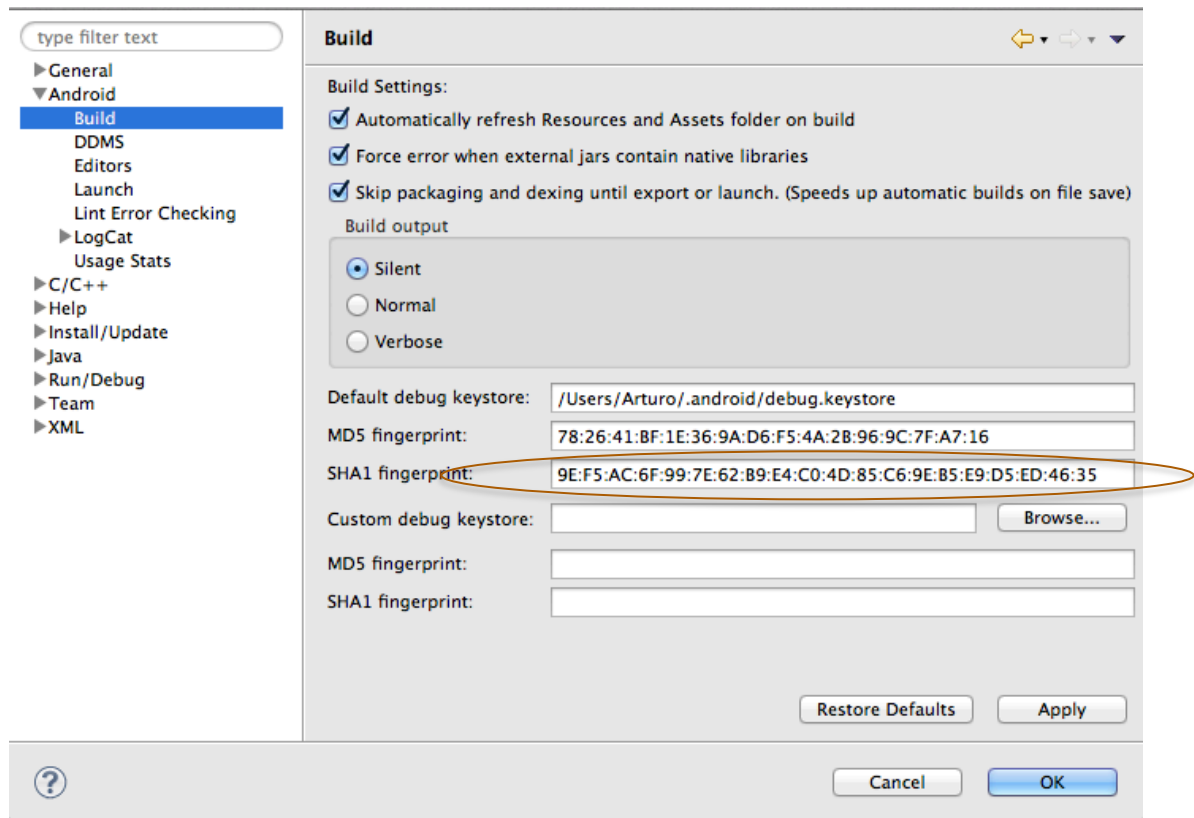 type filter text
General
Android
Build
DDMS
Editors
Launch
Lint Error Checking
LogCat
Usage Stats
C/C++
Help
Install/Update
Java
Run/Debug
Team
XML
Build
Build Settings:
Automatically refresh Resources and Assets folder on build
Force error when external jars contain native libraries
Skip packaging and dexing until export or launch. (Speeds up automatic builds on file save)
Build output
Silent
Normal
Verbose
Default debug keystore: /Users/Arturo/.android/debug.keystore
MD5 fingerprint: 78:26:41:BF:1E:36:9A:D6:F5:4A:2B:96:9C:7F:A7:16
SHA1 fingerprint: 9E:F5:AC:6F:99:7E:62:B9:E4:C0:4D:85:C6:9E:B5:E9:D5:ED:46:35
Custom debug keystore: Browse...
MD5 fingerprint:
SHA1 fingerprint:
Restore Defaults Apply
? Cancel OK